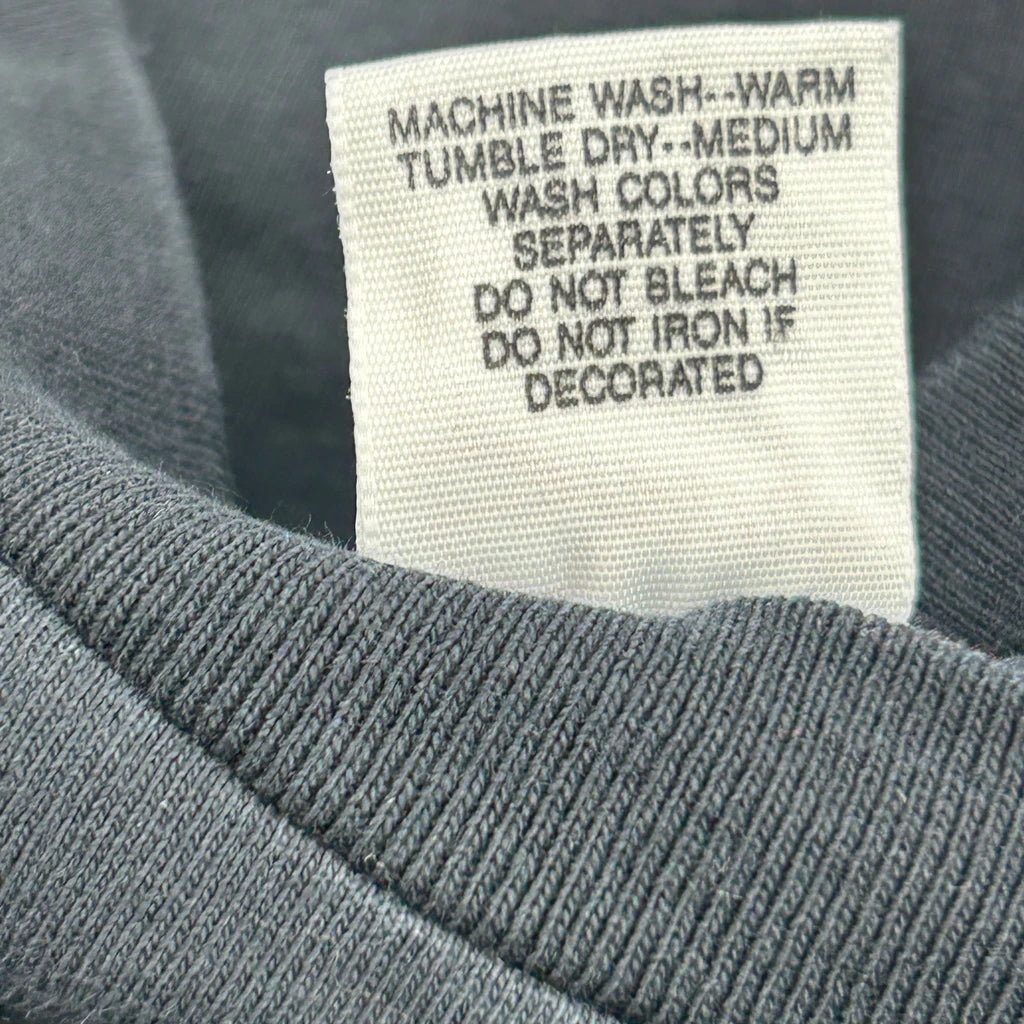 MACHINE WASH--WARM
TUMBLE DRY--MEDIUM
WASH COLORS
SEPARATELY
DO NOT BLEACH
DO NOT IRON IF
DECORATED